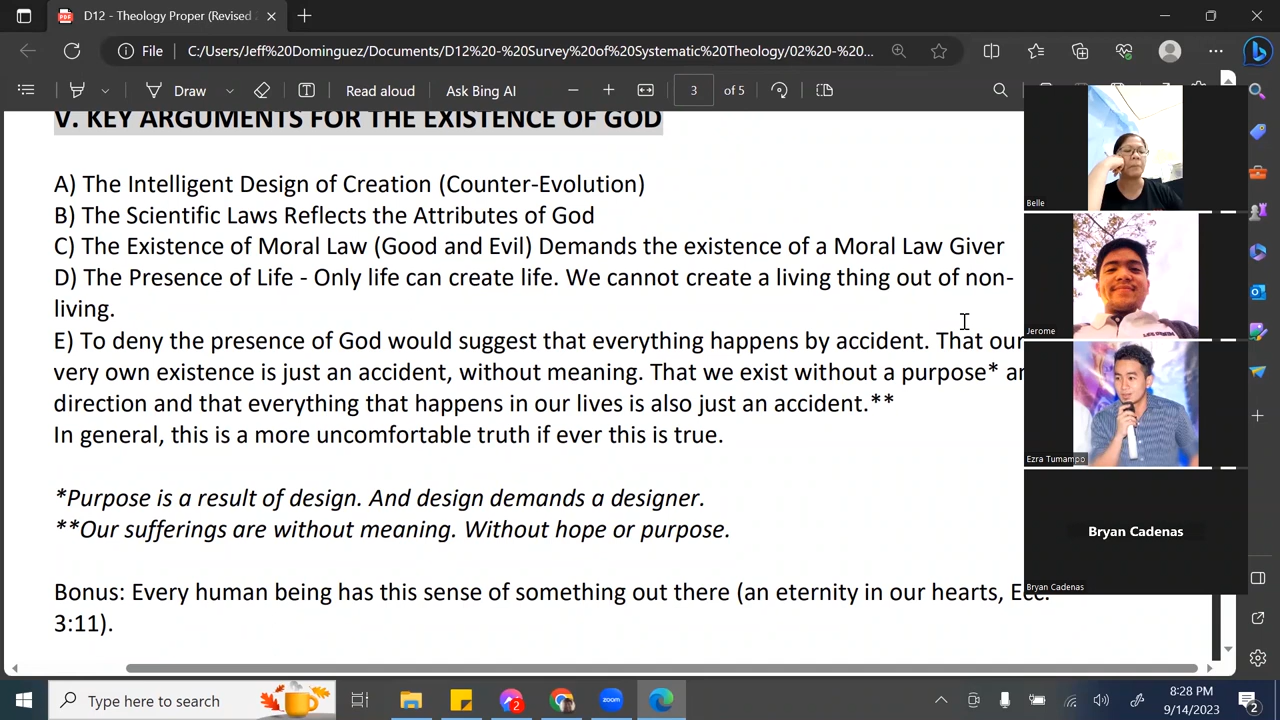 D12 - Theology Proper (Revised
File
C:/Users/Jeff%20Dominguez/Documents/D12%20-%20Survey%20of%20Systematic%20Theology/02%20-%20...
Draw
Read aloud
Ask Bing AI
3
of 5
V. KEY ARGUMENTS FOR THE EXISTENCE OF GOD
A) The Intelligent Design of Creation (Counter-Evolution)
B) The Scientific Laws Reflects the Attributes of God
C) The Existence of Moral Law (Good and Evil) Demands the existence of a Moral Law Giver
D) The Presence of Life - Only life can create life. We cannot create a living thing out of non-
living.
E) To deny the presence of God would suggest that everything happens by accident. That our
very own existence is just an accident, without meaning. That we exist without a purpose*
direction and that everything that happens in our lives is also just an accident.**
In general, this is a more uncomfortable truth if ever this is true.
*Purpose is a result of design. And design demands a designer.
**Our sufferings are without meaning. Without hope or purpose.
Bonus: Every human being has this sense of something out there (an eternity in our hearts, Ecc.
3:11).
Belle
Jerome
Ezra Tumampo
Bryan Cadenas
Bryan Cadenas
Type here to search
2
zoom
8:28 PM
9/14/2023
2